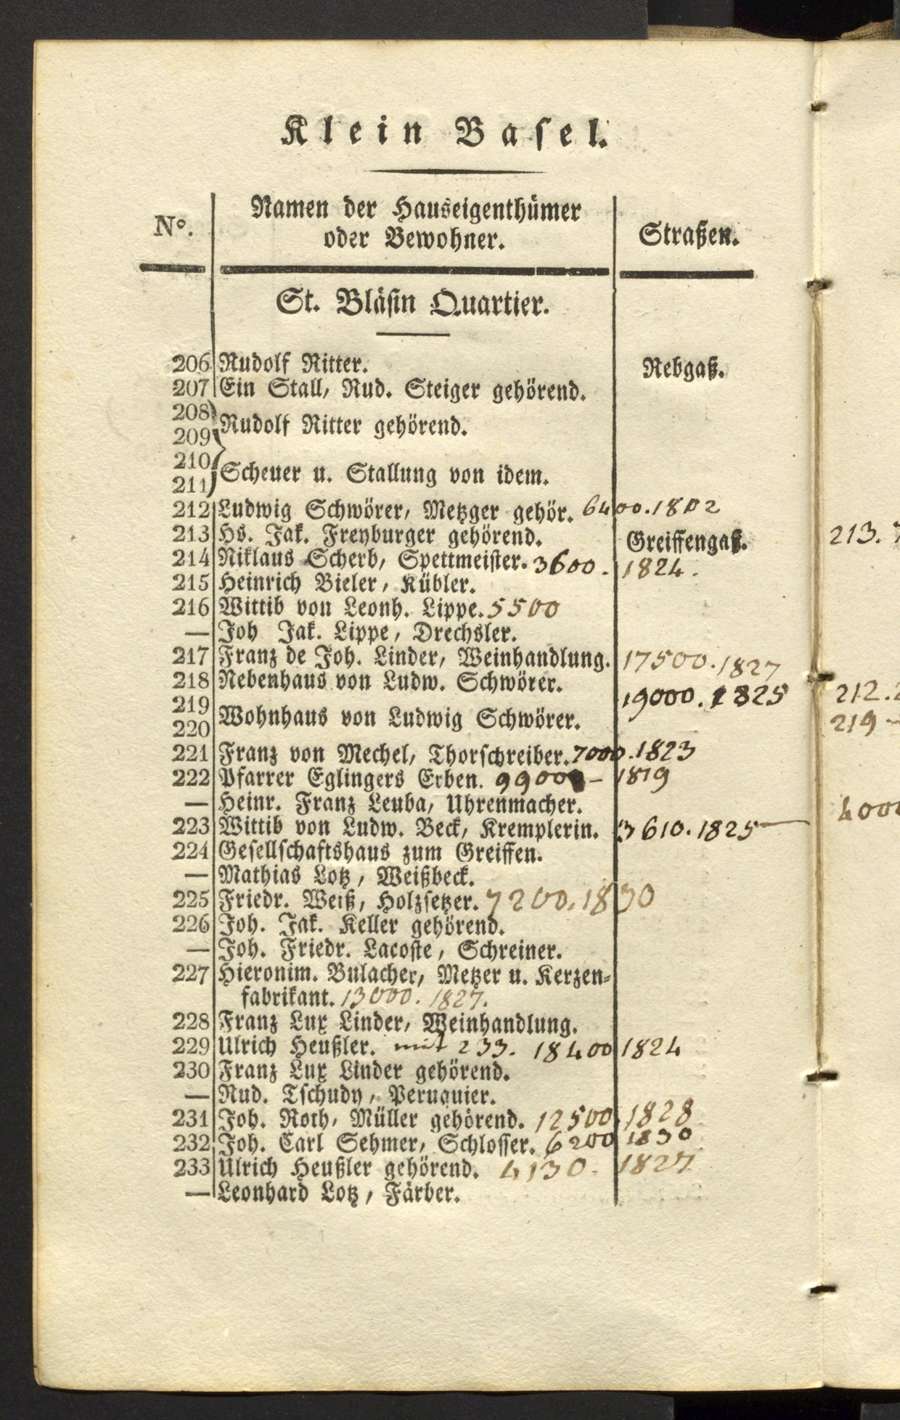 Klein Basel.
No.
Namen der Hauseigenthümer
oder Bewohner.
Straßen.
St. Bläsin Quartier.
206 Rudolf Ritter. Rebgaß.
207 Ein Stall, Rud. Steiger gehörend.
208
209 Rudolf Ritter gehörend.
210
211 Scheuer u. Stallung von idem.
212 Ludwig Schwörer, Metzger gehör. 6400.1802
213 Hs. Jak. Freyburger gehörend. Greiffengaß.
214 Niklaus Scherb, Spettmeister. 3600. 1824.
215 Heinrich Bieler, Kübler.
216 Wittib von Leonh. Lippe. 5500
— Joh Jak. Lippe, Drechsler.
217 Franz de Joh. Linder, Weinhandlung. 17500. 1827
218 Nebenhaus von Ludw. Schwörer.
219
220 Wohnhaus von Ludwig Schwörer. 19000. 1825
221 Franz von Mechel, Thorschreiber. 7000.1823
222 Pfarrer Eglingers Erben. 9900 – 1819
— Heinr. Franz Leuba, Uhrenmacher.
223 Wittib von Ludw. Beck, Kremplerin. 3610. 1825 —
224 Gesellschaftshaus zum Greiffen.
— Mathias Lotz, Weißbeck.
225 Friedr. Weiß, Holzsetzer. 7200. 1830
226 Joh. Jak. Keller gehörend.
— Joh. Friedr. Lacoste, Schreiner.
227 Hieronim. Bulacher, Metzer u. Kerzen-
fabrikant. 13000. 1827.
228 Franz Lux Linder, Weinhandlung.
229 Ulrich Heußler. mit 233. 18400 1824
230 Franz Lux Linder gehörend.
— Rud. Tschudy, Peruquier.
231 Joh. Roth, Müller gehörend. 12500 1828
232 Joh. Carl Sehmer, Schlosser. 6200 1830
233 Ulrich Heußler gehörend. 4130. 1827
— Leonhard Lotz, Färber.
213.
212.
219 –